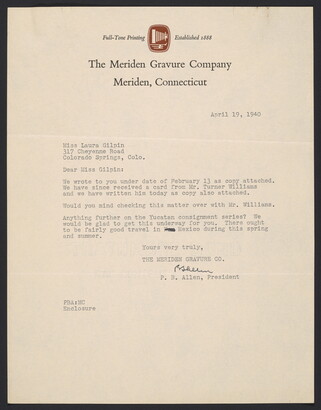 Full-Tone Printing Established 1888
The Meriden Gravure Company
Meriden, Connecticut
April 19, 1940
Miss Laura Gilpin
317 Cheyenne Road
Colorado Springs, Colo.
Dear Miss Gilpin:
We wrote to you under date of February 13 as copy attached.
We have since received a card from Mr. Turner Williams
and we have written him today as copy also attached.
Would you mind checking this matter over with Mr. Williams.
Anything further on the Yucatan consignment series? We
would be glad to get this underway for you. There ought
to be fairly good travel in Mexico during this spring
and summer.
Yours very truly,
THE MERIDEN GRAVURE CO.
P. B. Allen, President
Enclosure